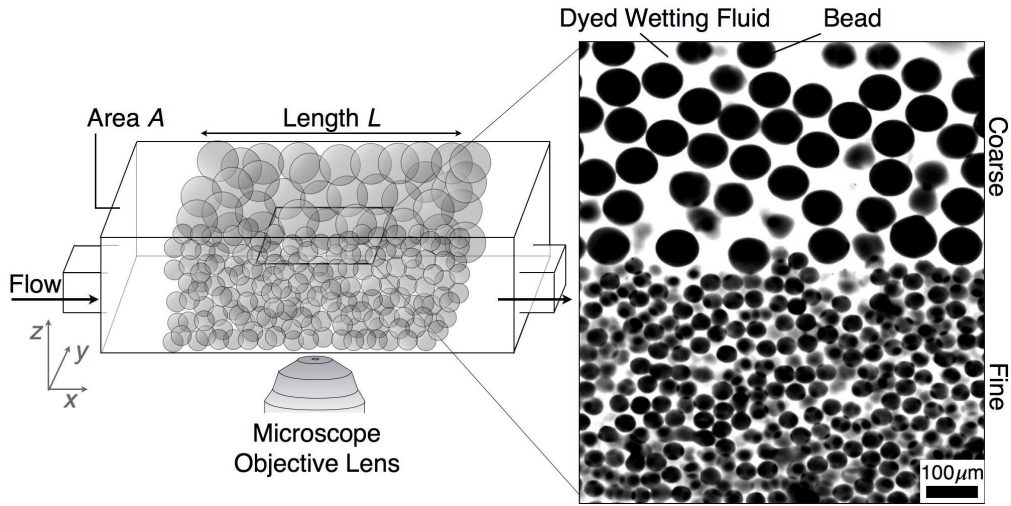 Dyed Wetting Fluid
Bead
Area A
Length L
Coarse
Flow
z
y
x
Fine
Microscope
Objective Lens
100μm